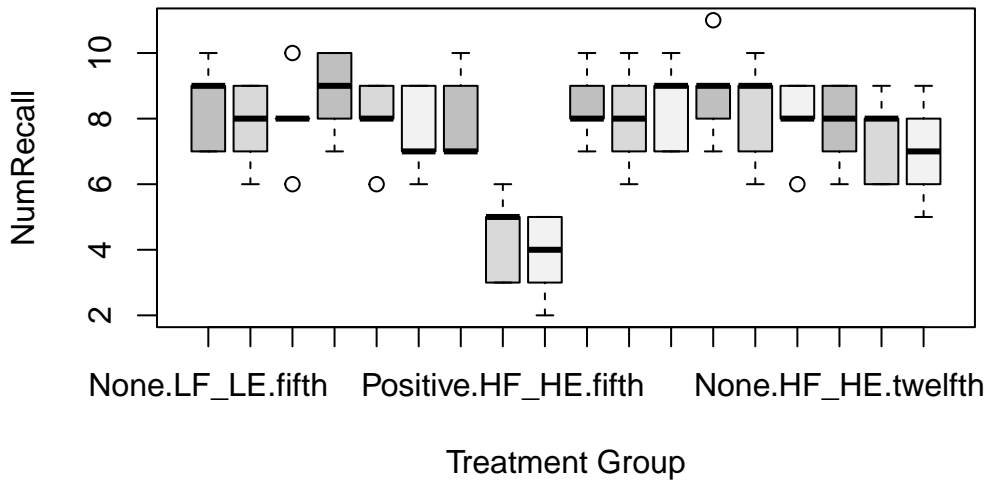 NumRecall
10
8
6
4
2
None.LF_LE.fifth Positive.HF_HE.fifth None.HF_HE.twelfth
Treatment Group